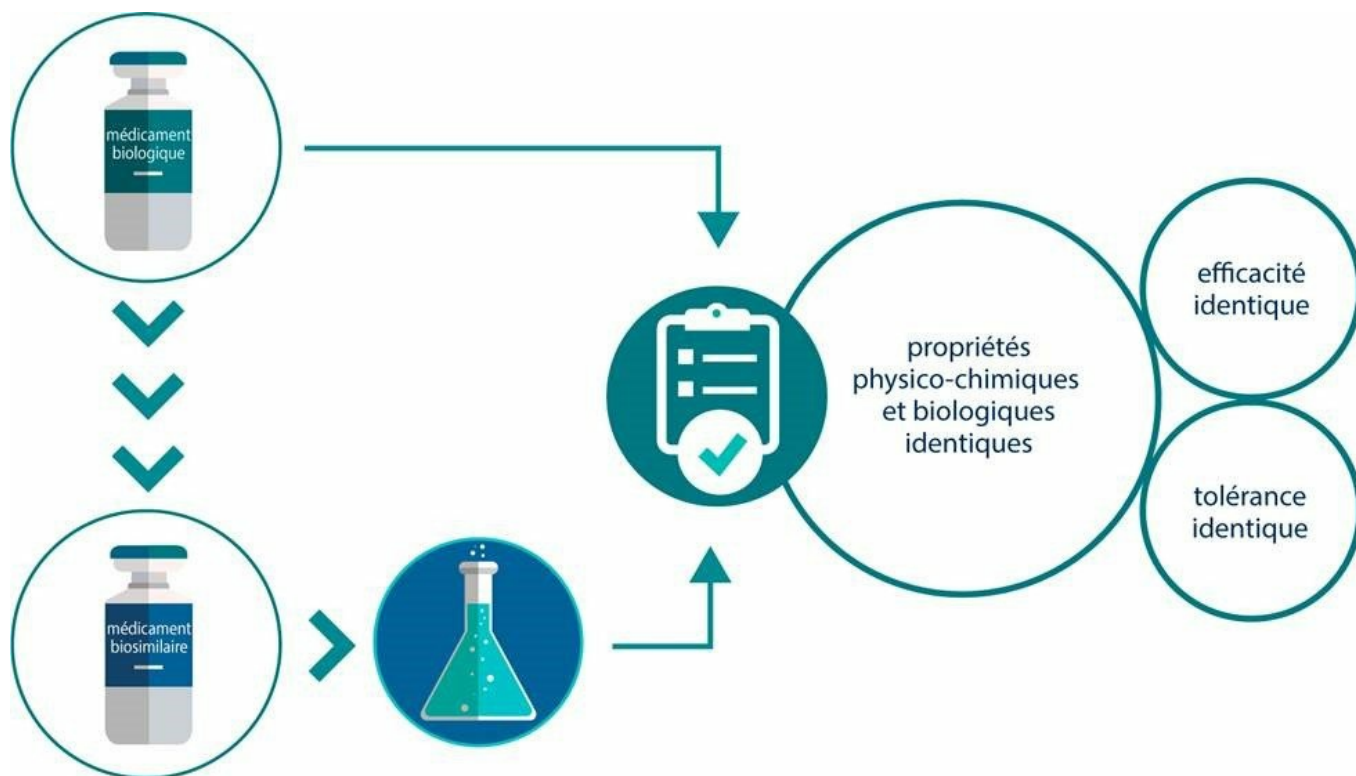 médicament
biologique
médicament
biosimilaire
propriétés
physico-chimiques
et biologiques
identiques
efficacité
identique
tolérance
identique